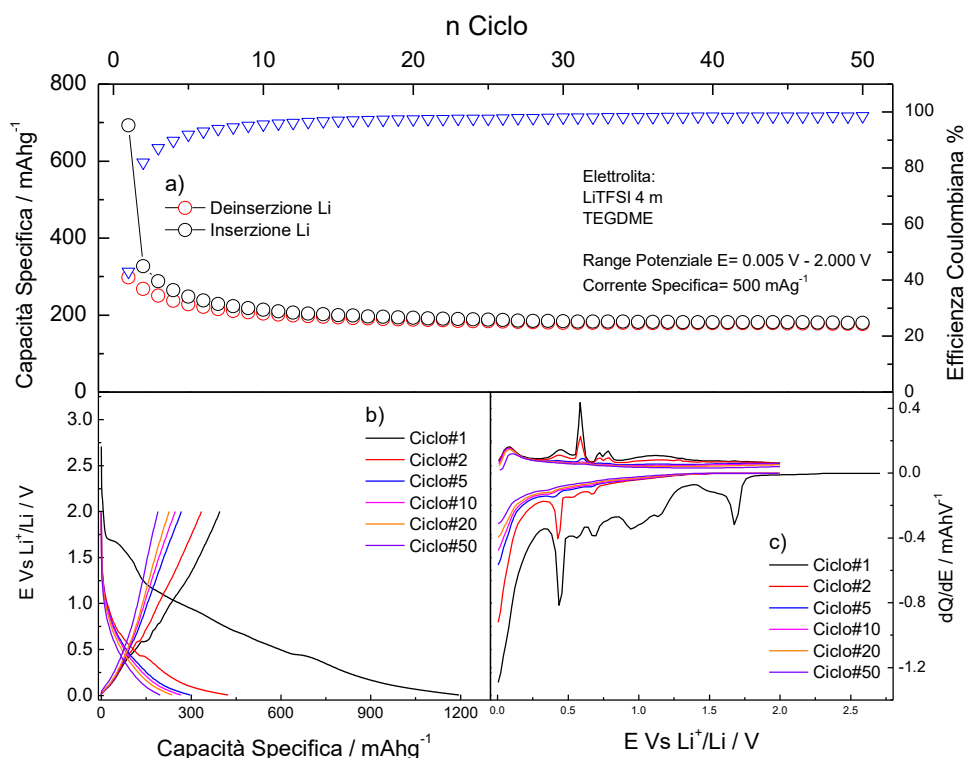 n Ciclo
0 10 20 30 40 50
800
700
600
400
300
200
100
0
Capacità Specifica / mAhg-1
100
80
60
40
20
0
Efficienza Coulombiana %
a)
Deinserzione Li
Inserzione Li
Elettrolita:
LiTFSI 4 m
TEGDME
Range Potenziale E= 0.005 V - 2.000 V
Corrente Specifica= 500 mAg-1
3.0
2.5
2.0
1.5
1.0
0.5
0.0
E Vs Li+/Li / V
b)
Ciclo#1
Ciclo#2
Ciclo#5
Ciclo#10
Ciclo#20
Ciclo#50
0 300 600 900 1200
Capacità Specifica / mAhg-1
0.4
0.0
-0.4
-0.8
-1.2
dQ/dE / mAhV-1
c)
Ciclo#1
Ciclo#2
Ciclo#5
Ciclo#10
Ciclo#20
Ciclo#50
0.0 0.5 1.0 1.5 2.0 2.5
E Vs Li+/Li / V